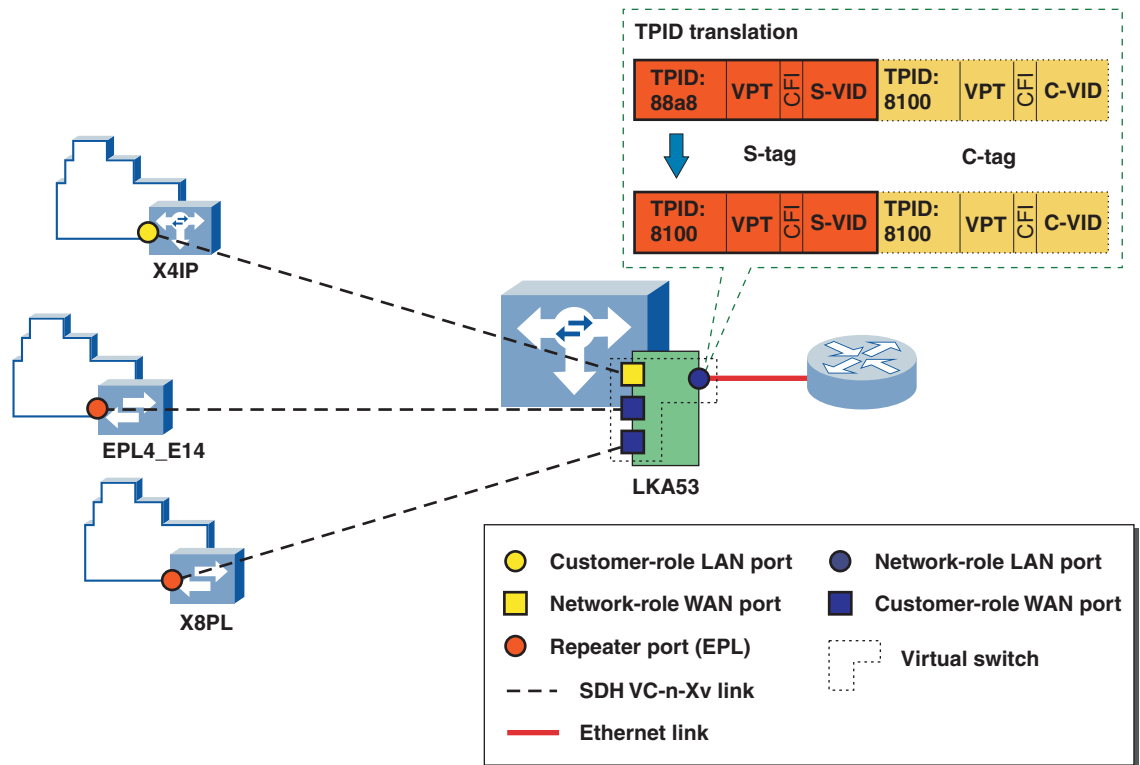 TPID translation
TPID: 88a8 VPT CFI S-VID TPID: 8100 VPT CFI C-VID
S-tag C-tag
TPID: 8100 VPT CFI S-VID TPID: 8100 VPT CFI C-VID
X4IP
EPL4_E14
X8PL
LKA53
Customer-role LAN port
Network-role WAN port
Repeater port (EPL)
SDH VC-n-Xv link
Ethernet link
Network-role LAN port
Customer-role WAN port
Virtual switch